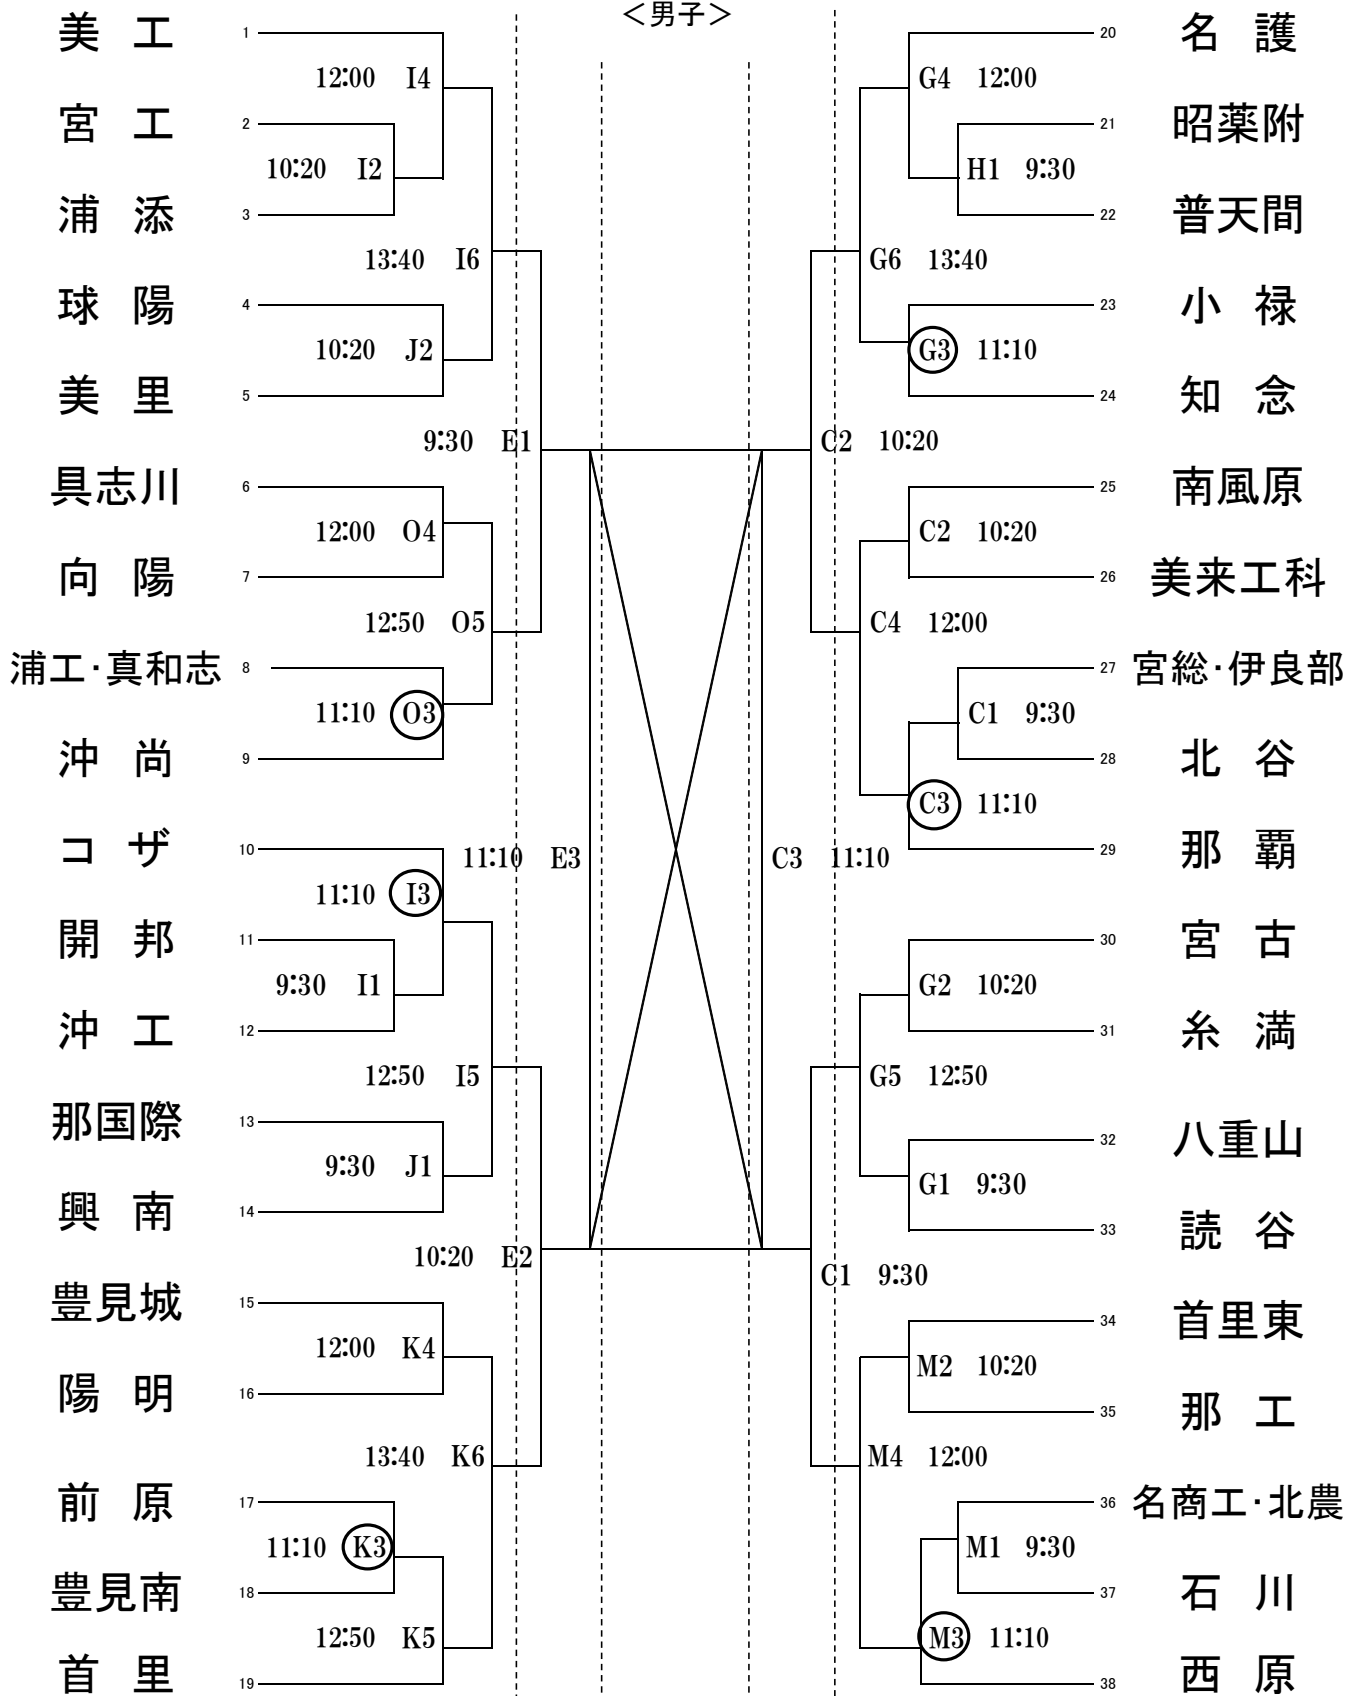 ＜男子＞
美 工 1 20 名 護
12:00 I4 G4 12:00
宮 工 2 21 昭薬附
10:20 I2 H1 9:30
浦 添 3 22 普天間
13:40 I6 G6 13:40
球 陽 4 23 小 禄
10:20 J2 G3 11:10
美 里 5 24 知 念
9:30 E1 C2 10:20
具志川 6 25 南風原
12:00 O4 C2 10:20
向 陽 7 26 美来工科
12:50 O5 C4 12:00
浦工・真和志 8 27 宮総・伊良部
11:10 O3 C1 9:30
沖 尚 9 28 北 谷
C3 11:10
コ ザ 10 29 那 覇
11:10 E3 C3 11:10
11:10 I3
開 邦 11 30 宮 古
9:30 I1 G2 10:20
沖 工 12 31 糸 満
12:50 I5 G5 12:50
那国際 13 32 八重山
9:30 J1 G1 9:30
興 南 14 33 読 谷
10:20 E2 C1 9:30
豊見城 15 34 首里東
12:00 K4 M2 10:20
陽 明 16 35 那 工
13:40 K6 M4 12:00
前 原 17 36 名商工・北農
11:10 K3 M1 9:30
豊見南 18 37 石 川
12:50 K5 M3 11:10
首 里 19 38 西 原